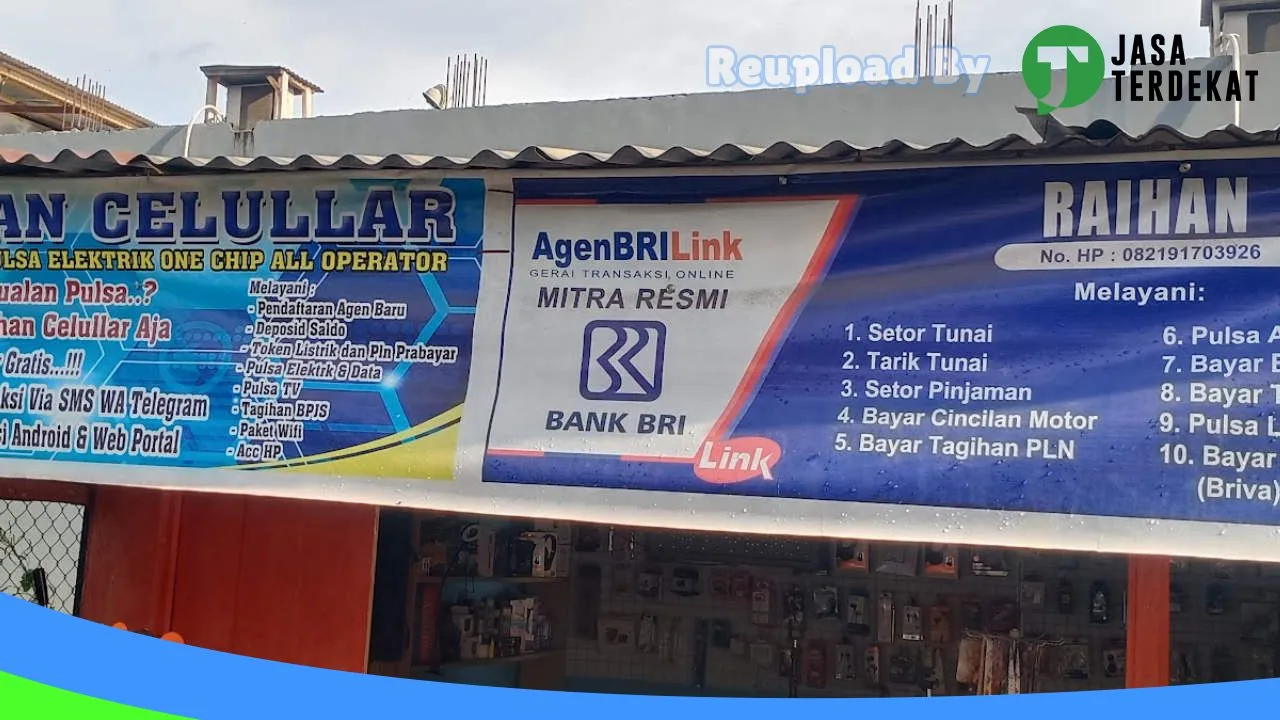 Reupload By
JASA
TERDEKAT
AN CELULLAR
ULSA ELEKTRIK ONE CHIP ALL OPERATOR
ualan Pulsa..?
han Celullar Aja
Gratis...!!!
ksi Via SMS WA Telegram
si Android & Web Portal
Melayani :
- Pendaftaran Agen Baru
- Deposid Saldo
- Token Listrik dan Pln Prabayar
- Pulsa Elektrk & Data
- Pulsa TV
- Tagihan BPJS
- Paket Wifi
- Acc HP
AgenBRILink
GERAI TRANSAKSI ONLINE
MITRA RESMI
BANK BRI
Link
RAIHAN
No. HP : 082191703926
Melayani:
1. Setor Tunai
2. Tarik Tunai
3. Setor Pinjaman
4. Bayar Cincilan Motor
5. Bayar Tagihan PLN
6. Pulsa A
7. Bayar B
8. Bayar T
9. Pulsa L
10. Bayar
(Briva)